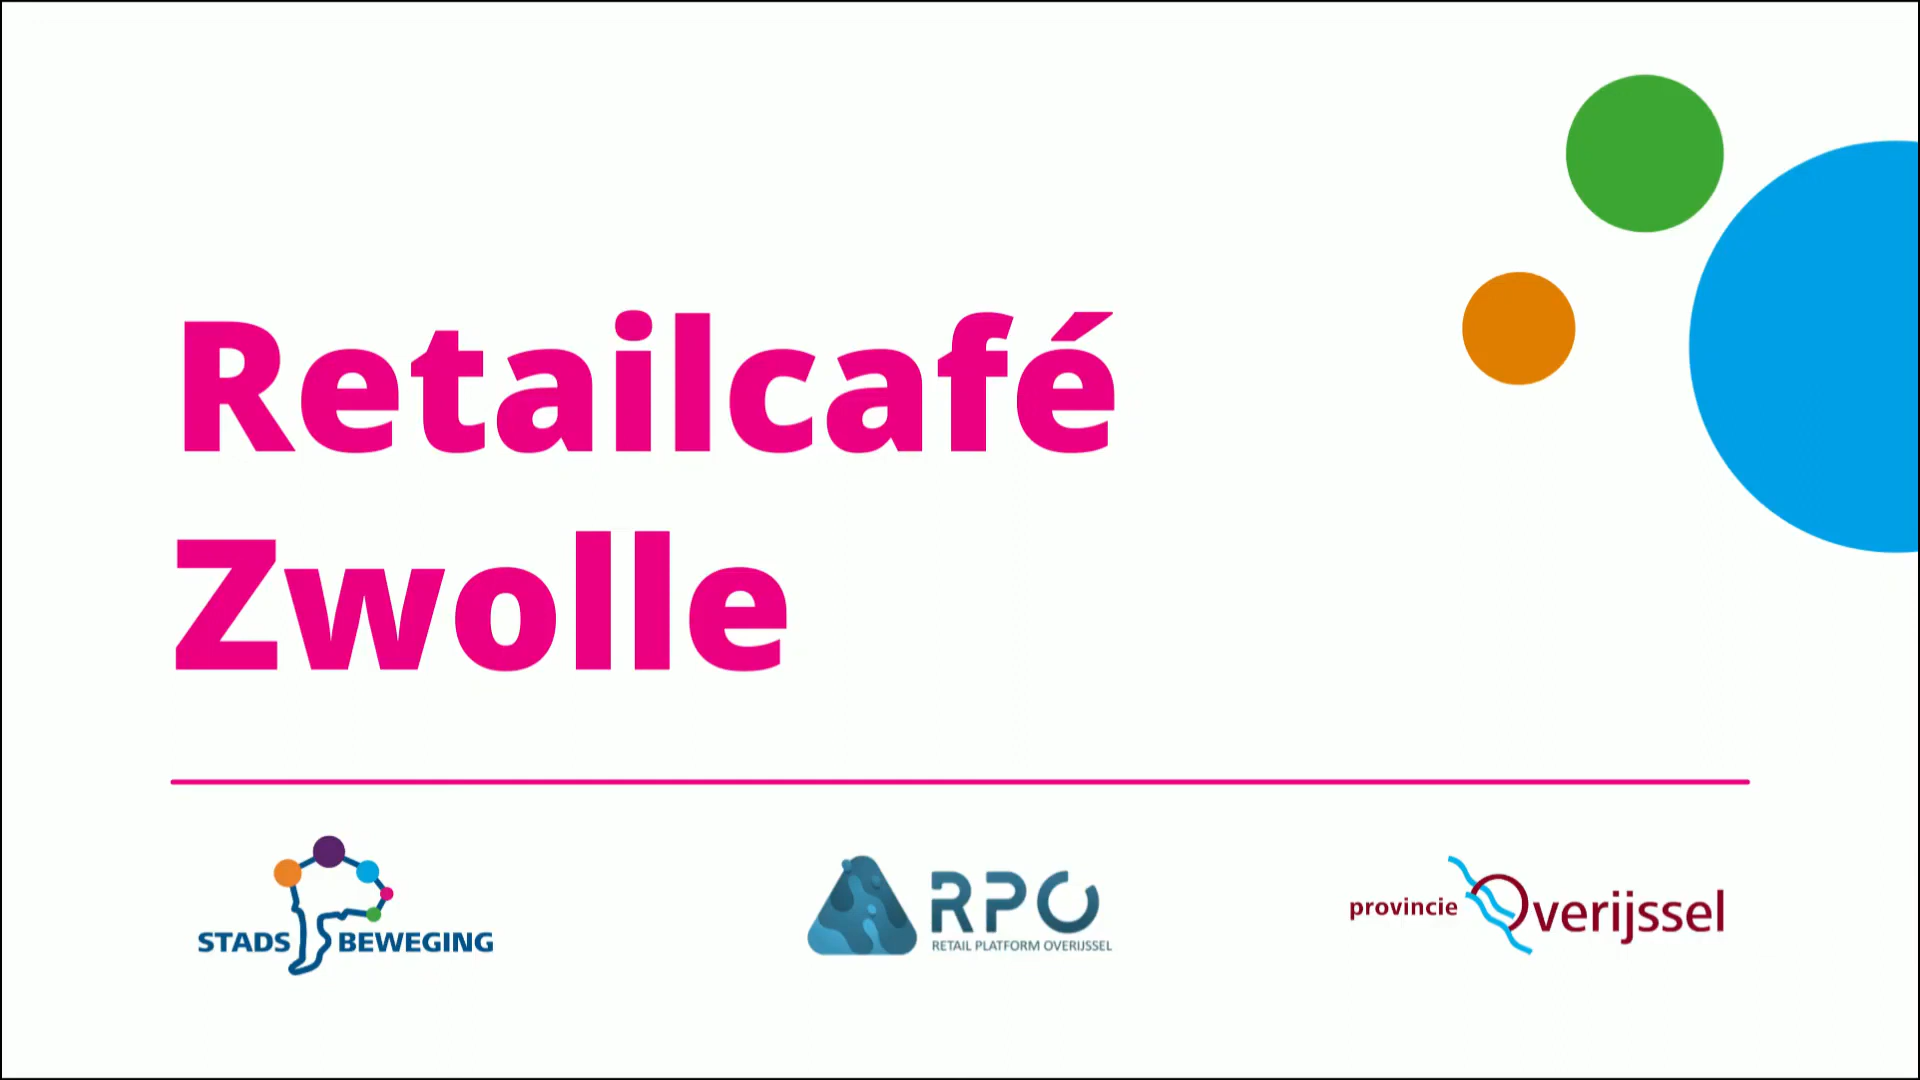 Retailcafé
Zwolle
STADS BEWEGING
RPO
RETAIL PLATFORM OVERIJSSEL
provincie Overijssel